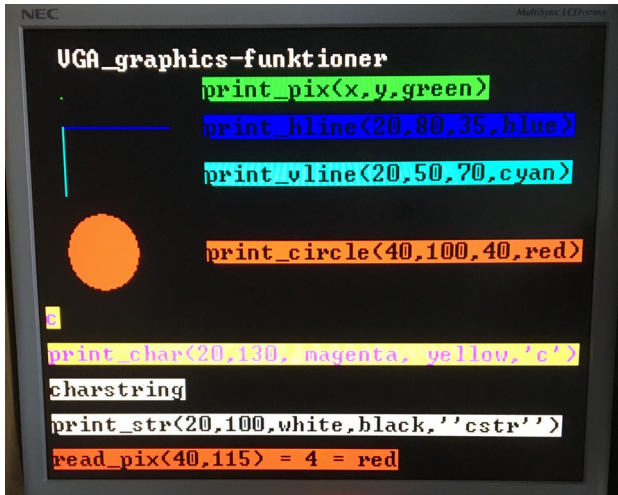 NEC
MultiSync LCD
VGA_graphics-funktioner
print_pix(x,y,green)
print_hline(20,80,35,blue)
print_vline(20,50,70,cyan)
print_circle(40,100,40,red)
c
print_char(20,130, magenta, yellow,'c')
charstring
print_str(20,100,white,black,''cstr'')
read_pix(40,115) = 4 = red